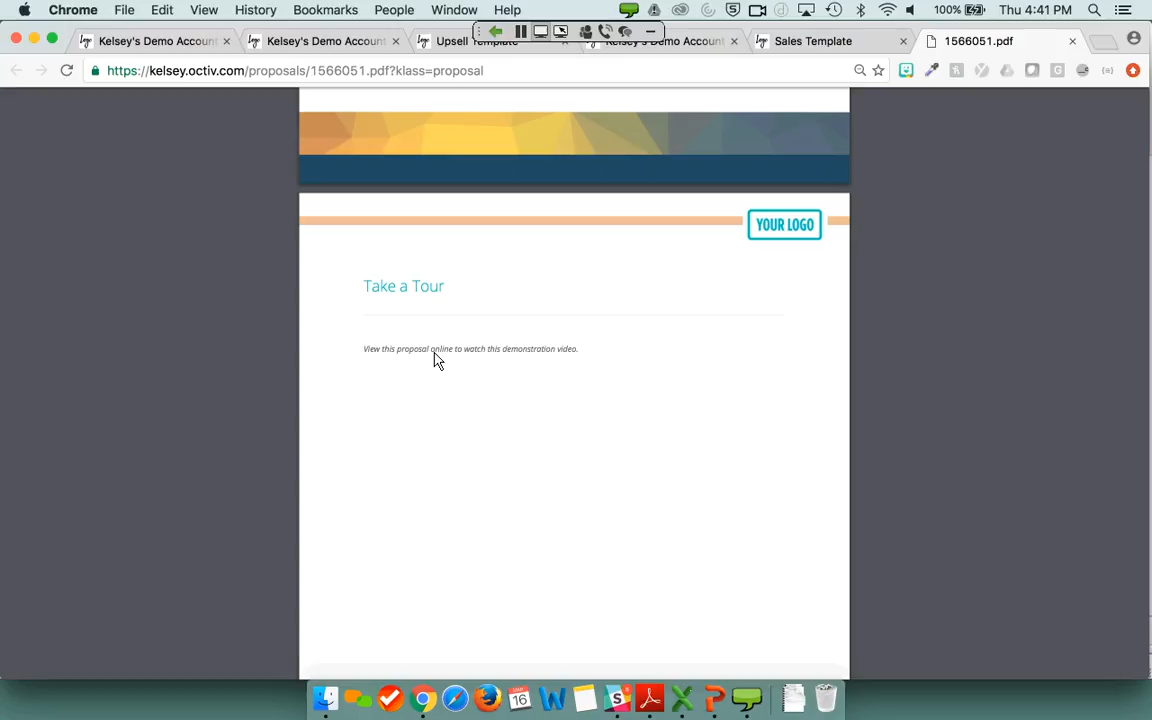 Chrome File Edit View History Bookmarks People Window Help 100% Thu 4:41 PM
Kelsey's Demo Account Kelsey's Demo Account Upsell Template Kelsey's Demo Account Sales Template 1566051.pdf
https://kelsey.octiv.com/proposals/1566051.pdf?klass=proposal
YOUR LOGO
Take a Tour
View this proposal online to watch this demonstration video.
16